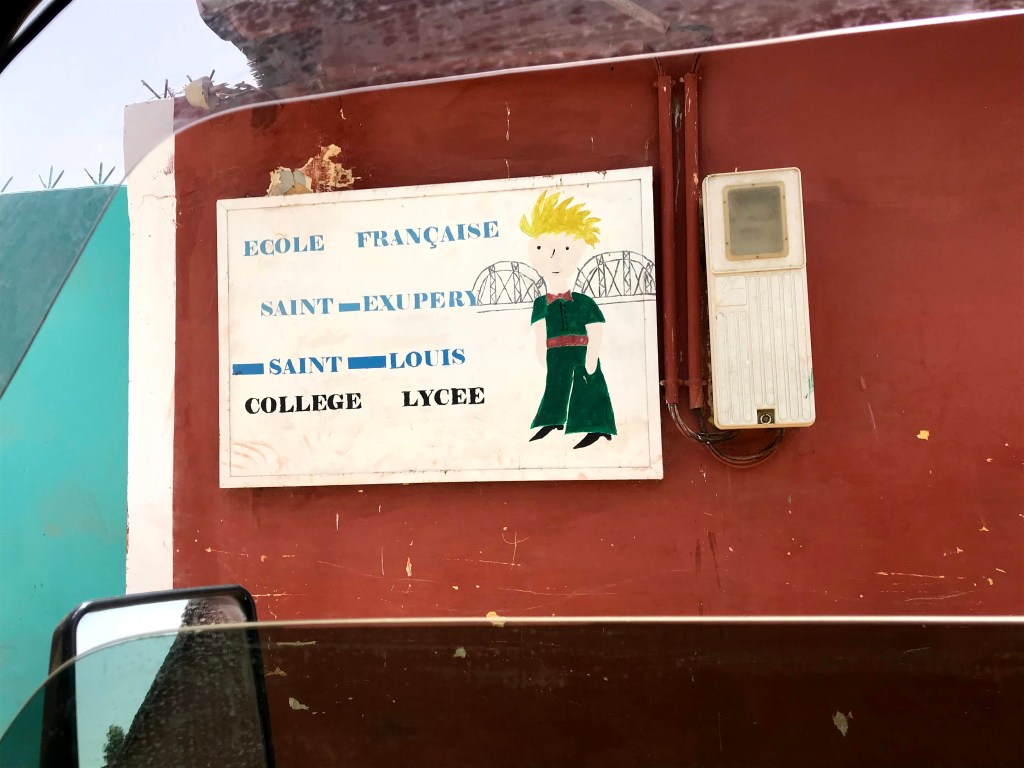 ECOLE FRANÇAISE
SAINT-EXUPERY
-SAINT-LOUIS
COLLEGE LYCEE